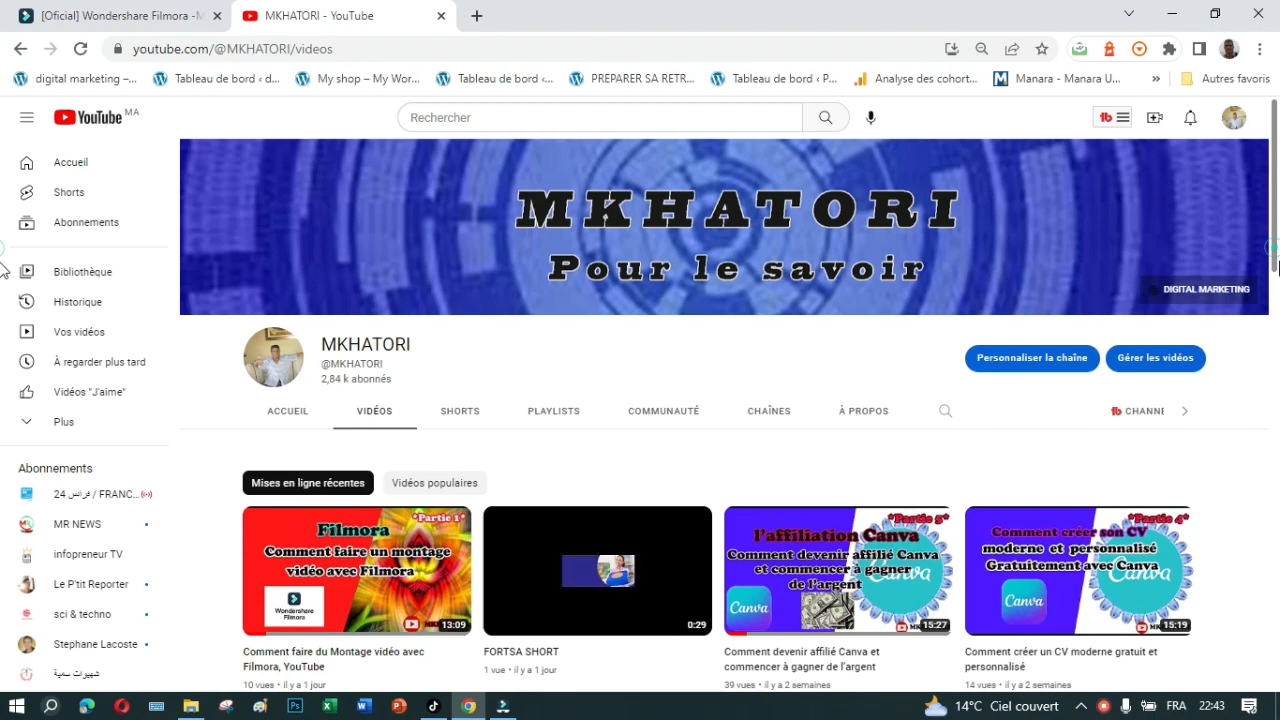 [Oficial] Wondershare Filmora -M
MKHATORI - YouTube
youtube.com/@MKHATORI/videos
digital marketing –...
Tableau de bord ‹ d...
My shop – My Wor...
Tableau de bord ‹...
PREPARER SA RETR...
Tableau de bord ‹ P...
Analyse des cohort...
Manara - Manara U...
»
Autres favoris
YouTube MA
Rechercher
Accueil
Shorts
Abonnements
Bibliothèque
Historique
Vos vidéos
À regarder plus tard
Vidéos "J'aime"
Plus
Abonnements
فرانس 24 / FRANC...
MR NEWS
infopreneur TV
Le P'tit Reporter
sci & techno
Stephane Lacoste
شهيرات سمية
MKHATORI
Pour le savoir
DIGITAL MARKETING
MKHATORI
@MKHATORI
2,84 k abonnés
Personnaliser la chaîne
Gérer les vidéos
ACCUEIL
VIDÉOS
SHORTS
PLAYLISTS
COMMUNAUTÉ
CHAÎNES
À PROPOS
CHANNE
Mises en ligne récentes
Vidéos populaires
*Partie 1*
Filmora
Comment faire un montage
vidéo avec Filmora
Wondershare
Filmora
13:09
Comment faire du Montage vidéo avec
Filmora, YouTube
10 vues • il y a 1 jour
0:29
FORTSA SHORT
1 vue • il y a 1 jour
*Partie 5*
l'affiliation Canva
Comment devenir affilié Canva
et commencer à gagner
de l'argent
Canva
Canva
15:27
Comment devenir affilié Canva et
commencer à gagner de l'argent
39 vues • il y a 2 semaines
*Partie 4*
Comment créer son CV
moderne et personnalisé
Gratuitement avec Canva
Canva
Canva
15:19
Comment créer un CV moderne gratuit et
personnalisé
14 vues • il y a 2 semaines
14°C Ciel couvert
FRA
22:43